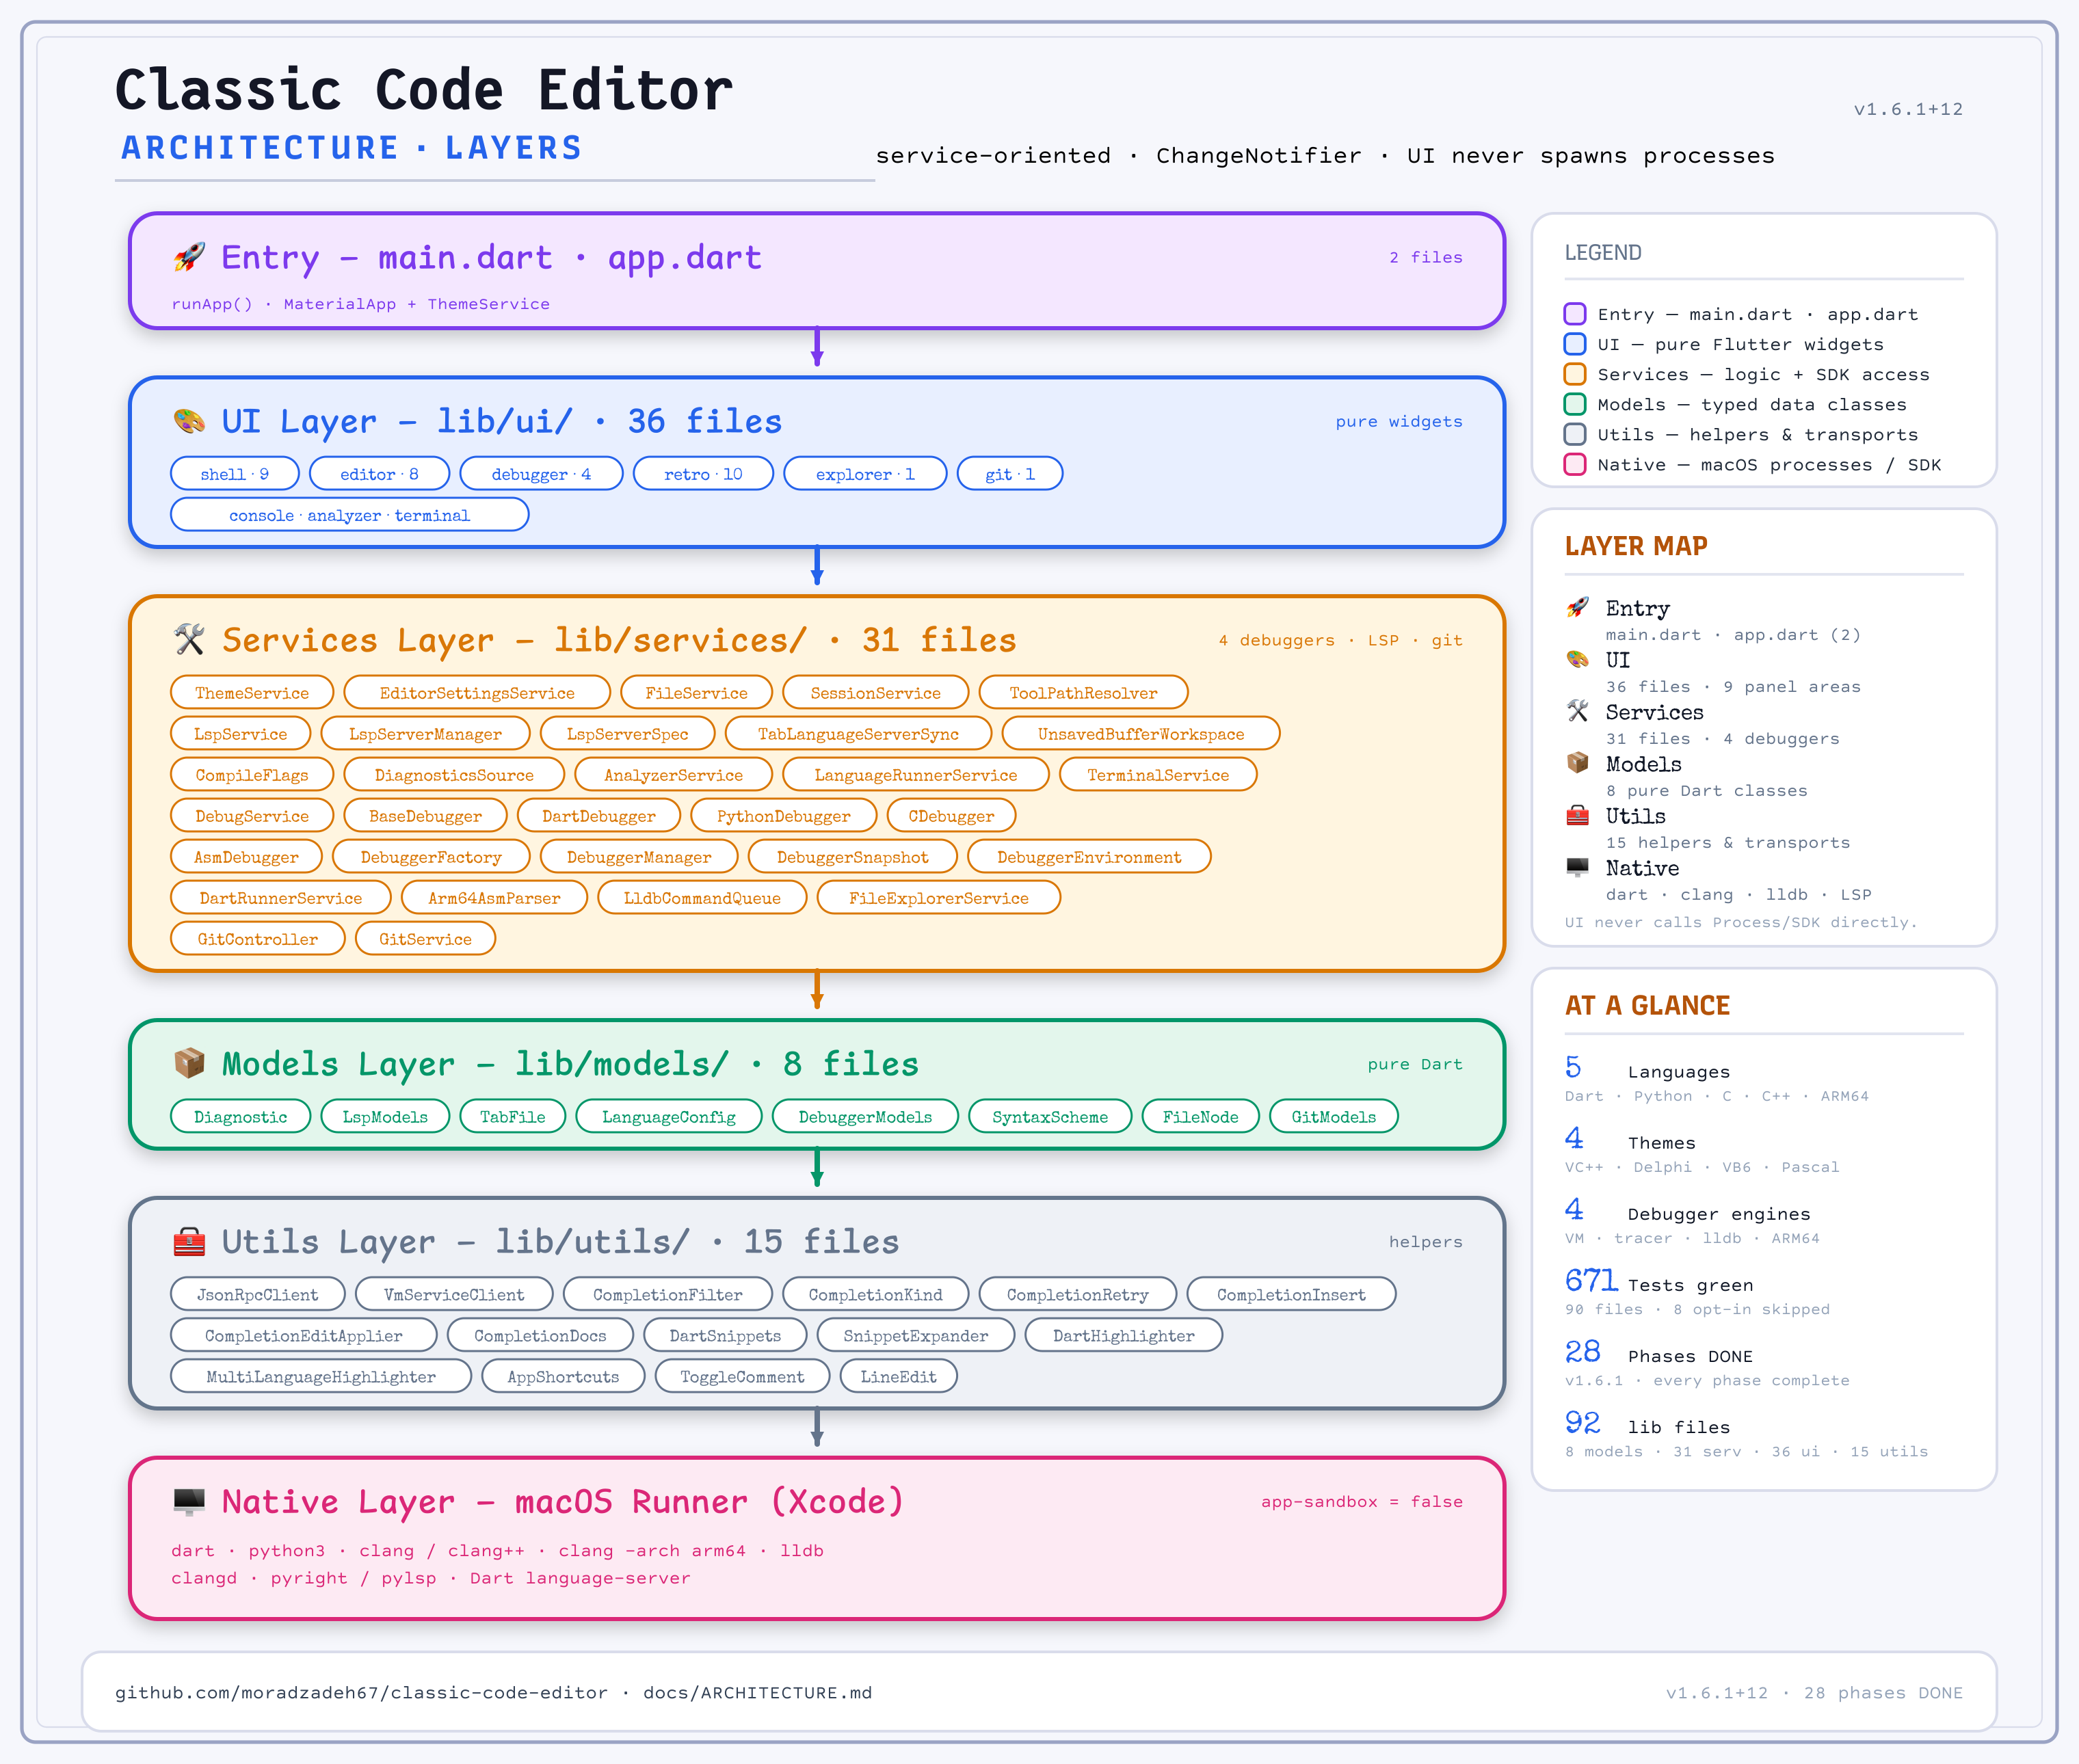 Classic Code Editor
v1.6.1+12
ARCHITECTURE · LAYERS
service-oriented · ChangeNotifier · UI never spawns processes
🚀 Entry — main.dart · app.dart
2 files
runApp() · MaterialApp + ThemeService
🎨 UI Layer — lib/ui/ · 36 files
pure widgets
shell · 9 editor · 8 debugger · 4 retro · 10 explorer · 1 git · 1
console · analyzer · terminal
🛠️ Services Layer — lib/services/ · 31 files
4 debuggers · LSP · git
ThemeService EditorSettingsService FileService SessionService ToolPathResolver
LspService LspServerManager LspServerSpec TabLanguageServerSync UnsavedBufferWorkspace
CompileFlags DiagnosticsSource AnalyzerService LanguageRunnerService TerminalService
DebugService BaseDebugger DartDebugger PythonDebugger CDebugger
AsmDebugger DebuggerFactory DebuggerManager DebuggerSnapshot DebuggerEnvironment
DartRunnerService Arm64AsmParser LldbCommandQueue FileExplorerService
GitController GitService
📦 Models Layer — lib/models/ · 8 files
pure Dart
Diagnostic LspModels TabFile LanguageConfig DebuggerModels SyntaxScheme FileNode GitModels
🧰 Utils Layer — lib/utils/ · 15 files
helpers
JsonRpcClient VmServiceClient CompletionFilter CompletionKind CompletionRetry CompletionInsert
CompletionEditApplier CompletionDocs DartSnippets SnippetExpander DartHighlighter
MultiLanguageHighlighter AppShortcuts ToggleComment LineEdit
🖥️ Native Layer — macOS Runner (Xcode)
app-sandbox = false
dart · python3 · clang / clang++ · clang -arch arm64 · lldb
clangd · pyright / pylsp · Dart language-server
LEGEND
Entry — main.dart · app.dart
UI — pure Flutter widgets
Services — logic + SDK access
Models — typed data classes
Utils — helpers & transports
Native — macOS processes / SDK
LAYER MAP
🚀 Entry
main.dart · app.dart (2)
🎨 UI
36 files · 9 panel areas
🛠️ Services
31 files · 4 debuggers
📦 Models
8 pure Dart classes
🧰 Utils
15 helpers & transports
🖥️ Native
dart · clang · lldb · LSP
UI never calls Process/SDK directly.
AT A GLANCE
5 Languages
Dart · Python · C · C++ · ARM64
4 Themes
VC++ · Delphi · VB6 · Pascal
4 Debugger engines
VM · tracer · lldb · ARM64
671 Tests green
90 files · 8 opt-in skipped
28 Phases DONE
v1.6.1 · every phase complete
92 lib files
8 models · 31 serv · 36 ui · 15 utils
github.com/moradzadeh67/classic-code-editor · docs/ARCHITECTURE.md
v1.6.1+12 · 28 phases DONE